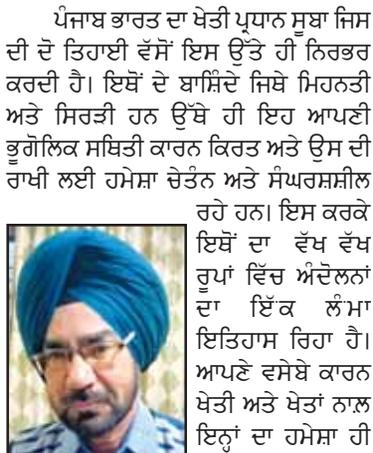 ਪੰਜਾਬ ਭਾਰਤ ਦਾ ਖੇਤੀ ਪ੍ਰਧਾਨ ਸੂਬਾ ਜਿਸ
ਦੀ ਦੋ ਤਿਹਾਈ ਵੱਸੋਂ ਇਸ ਉੱਤੇ ਹੀ ਨਿਰਭਰ
ਕਰਦੀ ਹੈ। ਇਥੋਂ ਦੇ ਬਾਸ਼ਿੰਦੇ ਜਿਥੇ ਮਿਹਨਤੀ
ਅਤੇ ਸਿਰੜੀ ਹਨ ਉੱਥੇ ਹੀ ਇਹ ਆਪਣੀ
ਭੂਗੋਲਿਕ ਸਥਿਤੀ ਕਾਰਨ ਕਿਰਤ ਅਤੇ ਉਸ ਦੀ
ਰਾਖੀ ਲਈ ਹਮੇਸ਼ਾ ਚੇਤੰਨ ਅਤੇ ਸੰਘਰਸ਼ਸ਼ੀਲ
ਰਹੇ ਹਨ। ਇਸ ਕਰਕੇ
ਇਥੋਂ ਦਾ ਵੱਖ ਵੱਖ
ਰੂਪਾਂ ਵਿੱਚ ਅੰਦੋਲਨਾਂ
ਦਾ ਇੱਕ ਲੰਮਾ
ਇਤਿਹਾਸ ਰਿਹਾ ਹੈ।
ਆਪਣੇ ਵਸੇਬੇ ਕਾਰਨ
ਖੇਤੀ ਅਤੇ ਖੇਤਾਂ ਨਾਲ਼
ਇਨ੍ਹਾਂ ਦਾ ਹਮੇਸ਼ਾ ਹੀ